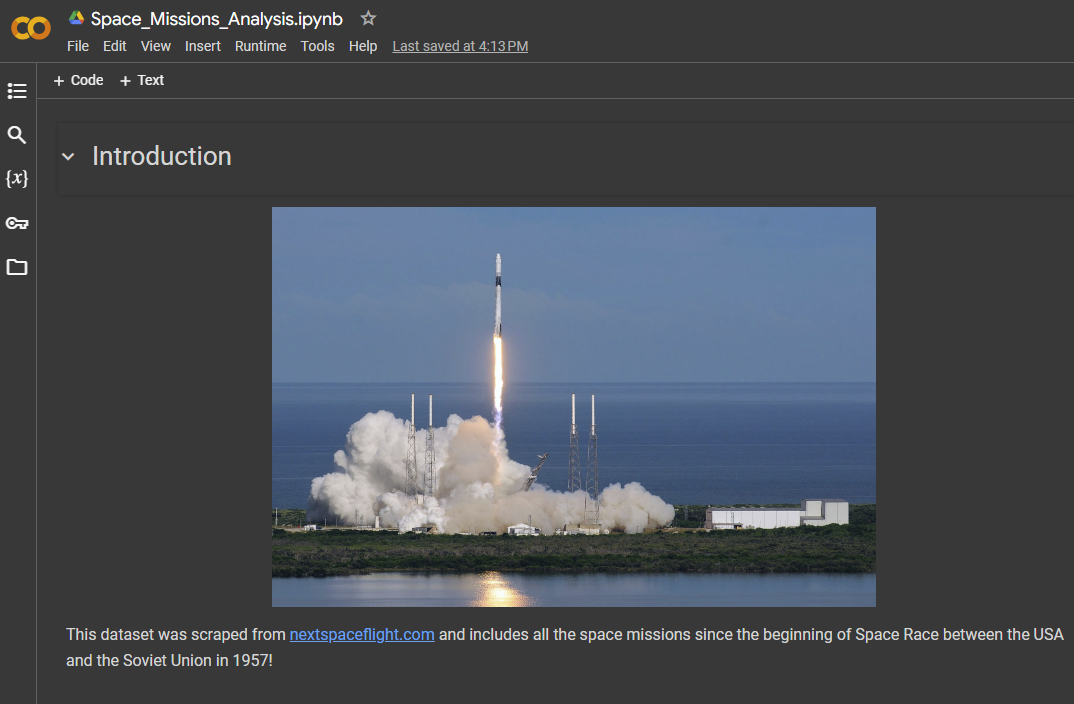 Space_Missions_Analysis.ipynb
File Edit View Insert Runtime Tools Help Last saved at 4:13 PM
+ Code + Text
{x}
Introduction
This dataset was scraped from nextspaceflight.com and includes all the space missions since the beginning of Space Race between the USA
and the Soviet Union in 1957!